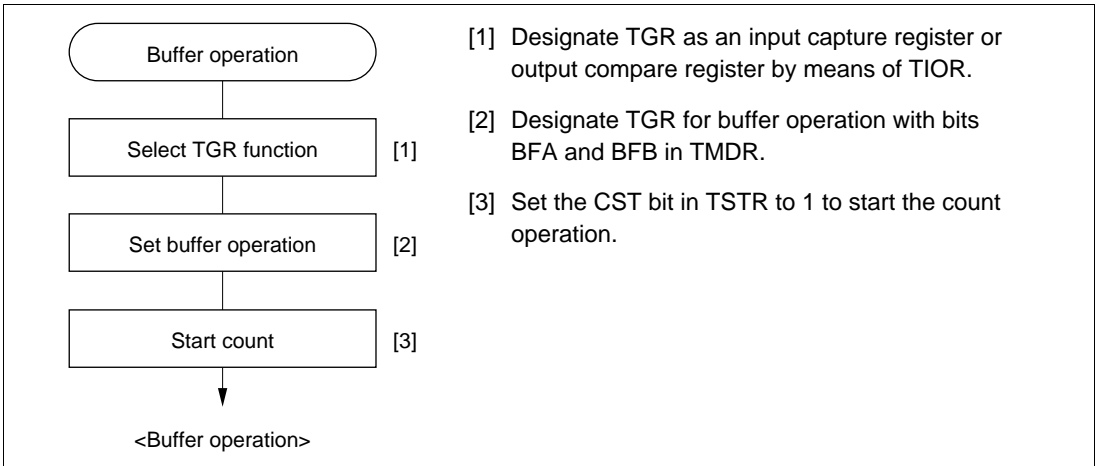 Buffer operation
Select TGR function
[1]
Set buffer operation
[2]
Start count
[3]
<Buffer operation>
[1] Designate TGR as an input capture register or
output compare register by means of TIOR.
[2] Designate TGR for buffer operation with bits
BFA and BFB in TMDR.
[3] Set the CST bit in TSTR to 1 to start the count
operation.